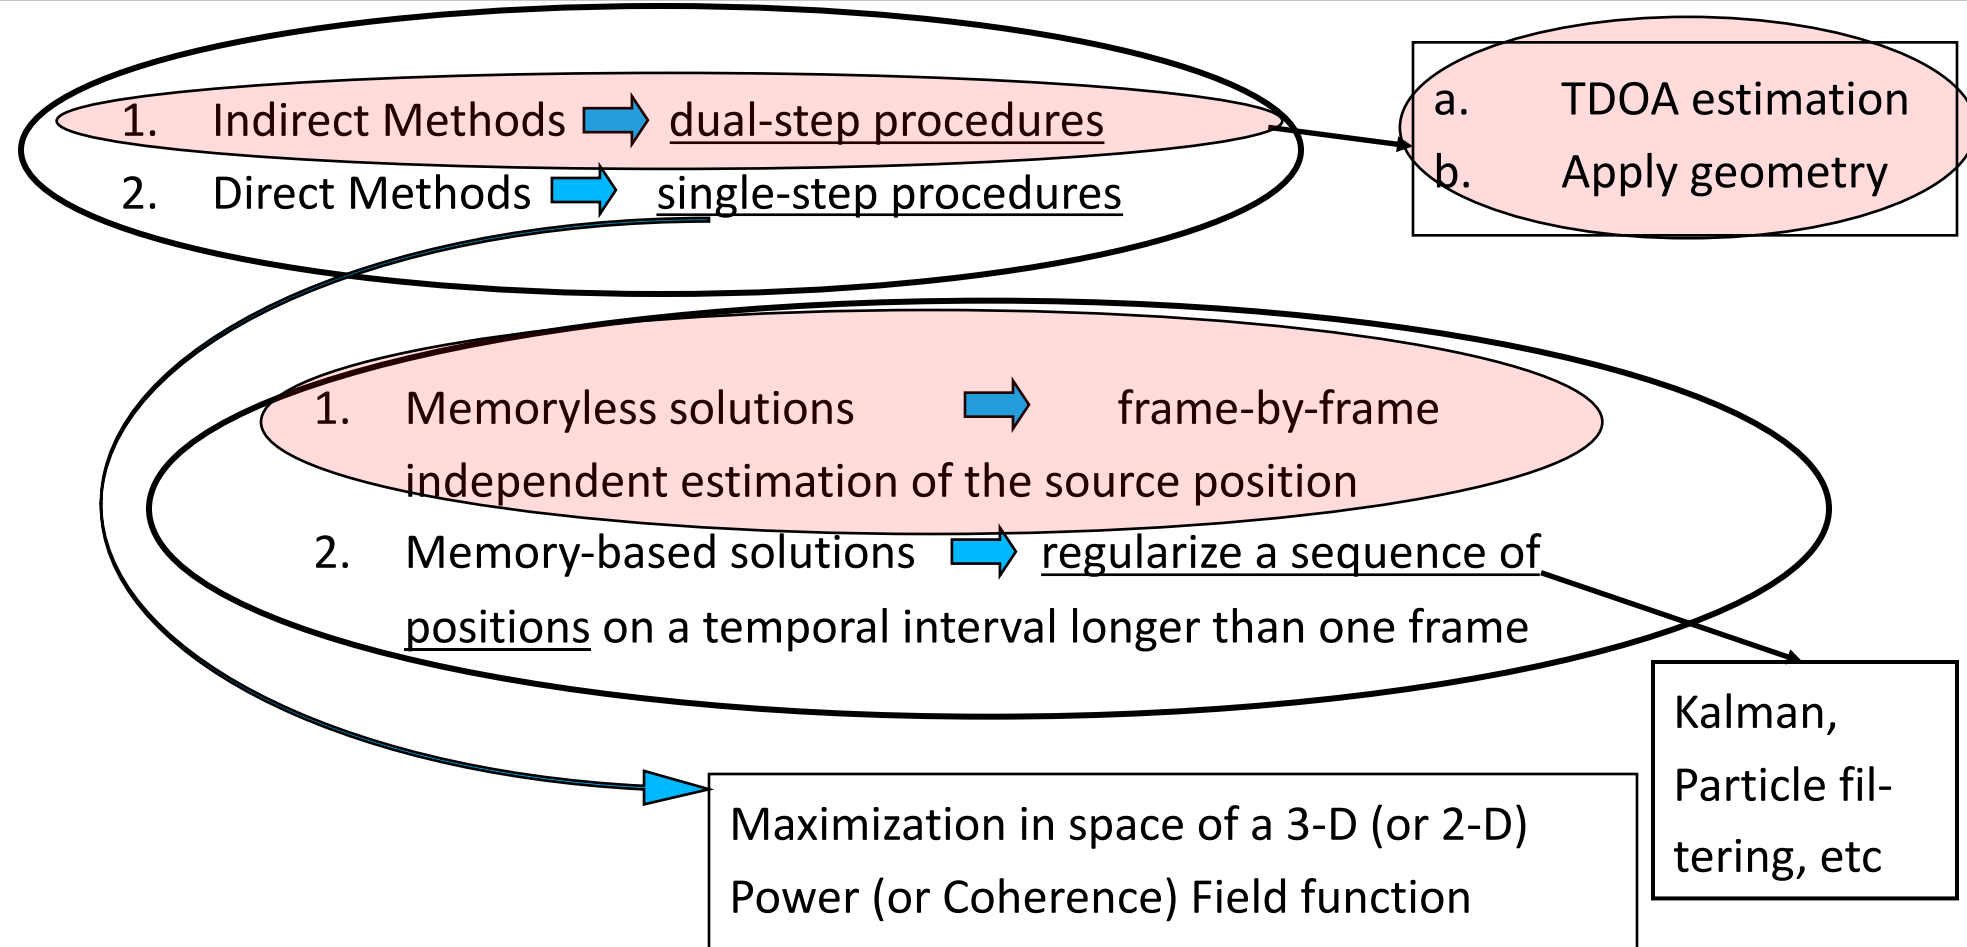 1. Indirect Methods dual-step procedures
2. Direct Methods single-step procedures
a. TDOA estimation
b. Apply geometry
1. Memoryless solutions frame-by-frame
independent estimation of the source position
2. Memory-based solutions regularize a sequence of
positions on a temporal interval longer than one frame
Kalman,
Particle fil-
tering, etc
Maximization in space of a 3-D (or 2-D)
Power (or Coherence) Field function